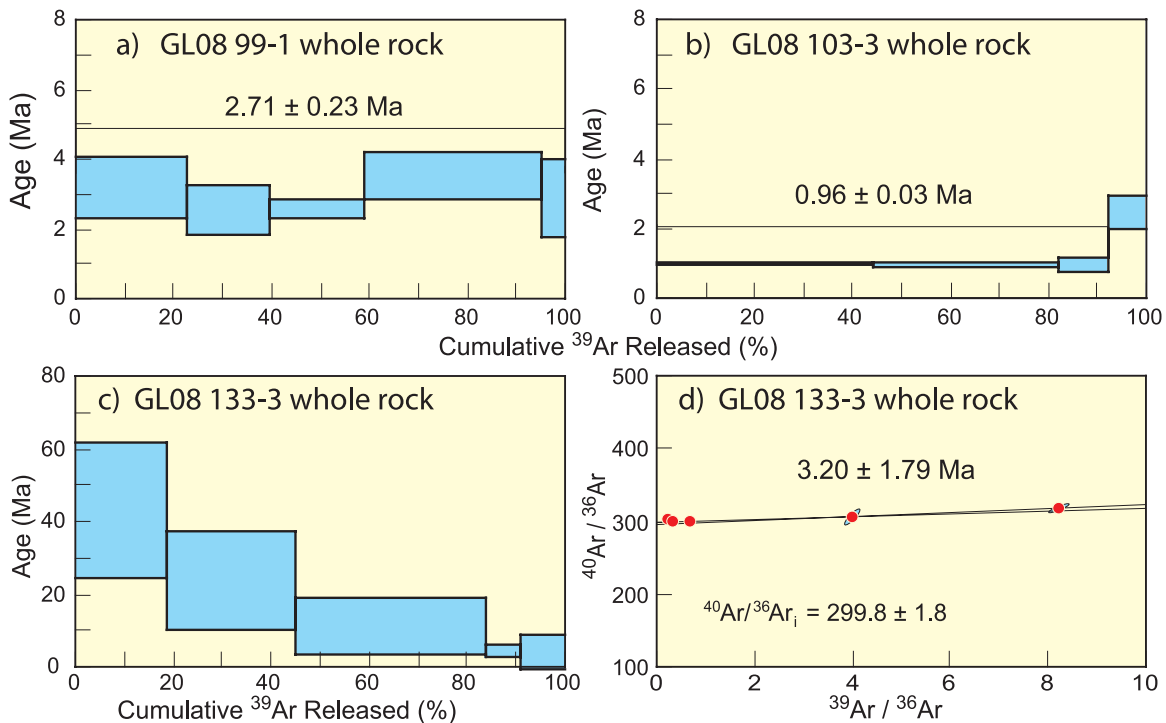 a) GL08 99-1 whole rock
2.71 ± 0.23 Ma
Age (Ma)
8
6
4
2
0
0 20 40 60 80 100
b) GL08 103-3 whole rock
0.96 ± 0.03 Ma
Age (Ma)
8
6
4
2
0
0 20 40 60 80 100
Cumulative ³⁹Ar Released (%)
c) GL08 133-3 whole rock
Age (Ma)
80
60
40
20
0
0 20 40 60 80 100
Cumulative ³⁹Ar Released (%)
d) GL08 133-3 whole rock
3.20 ± 1.79 Ma
⁴⁰Ar/³⁶Arᵢ = 299.8 ± 1.8
⁴⁰Ar / ³⁶Ar
500
400
300
200
100
0 2 4 6 8 10
³⁹Ar / ³⁶Ar